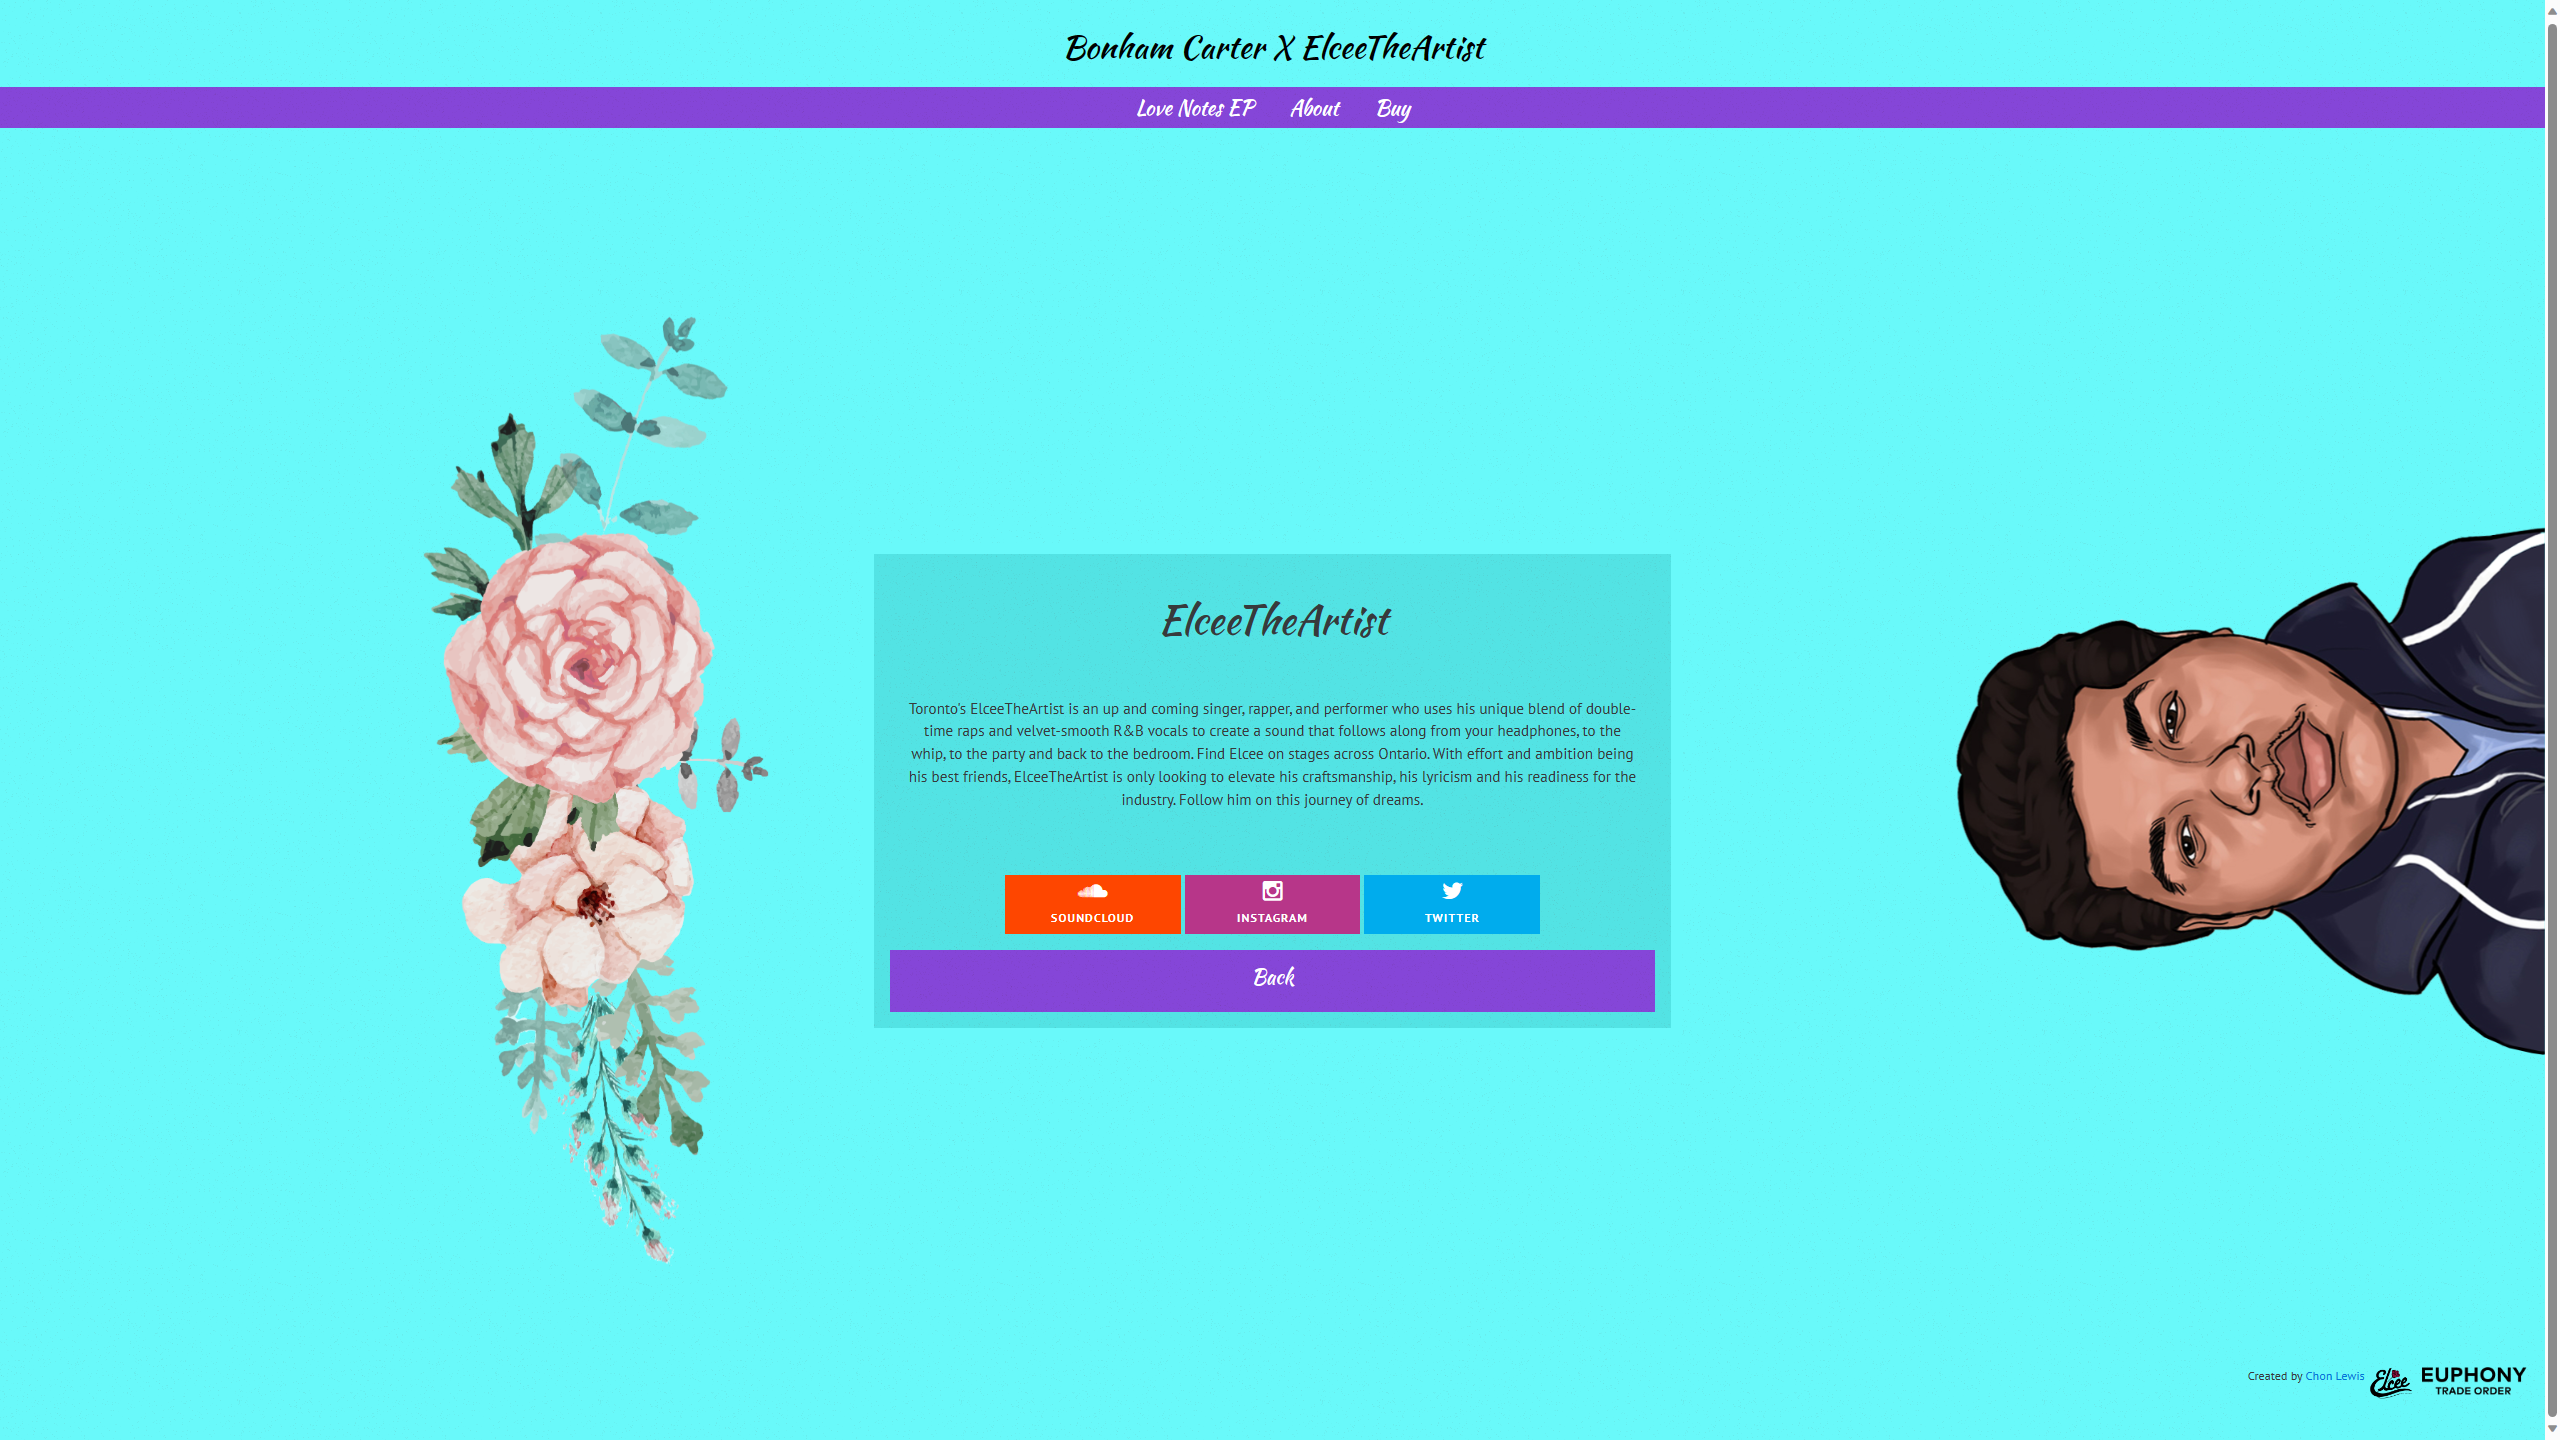 Bonham Carter X ElceeTheArtist
Love Notes EP About Buy
ElceeTheArtist
Toronto's ElceeTheArtist is an up and coming singer, rapper, and performer who uses his unique blend of double-
time raps and velvet-smooth R&B vocals to create a sound that follows along from your headphones, to the
whip, to the party and back to the bedroom. Find Elcee on stages across Ontario. With effort and ambition being
his best friends, ElceeTheArtist is only looking to elevate his craftsmanship, his lyricism and his readiness for the
industry. Follow him on this journey of dreams.
SOUNDCLOUD INSTAGRAM TWITTER
Back
Created by Chon Lewis Elcee EUPHONY
TRADE ORDER